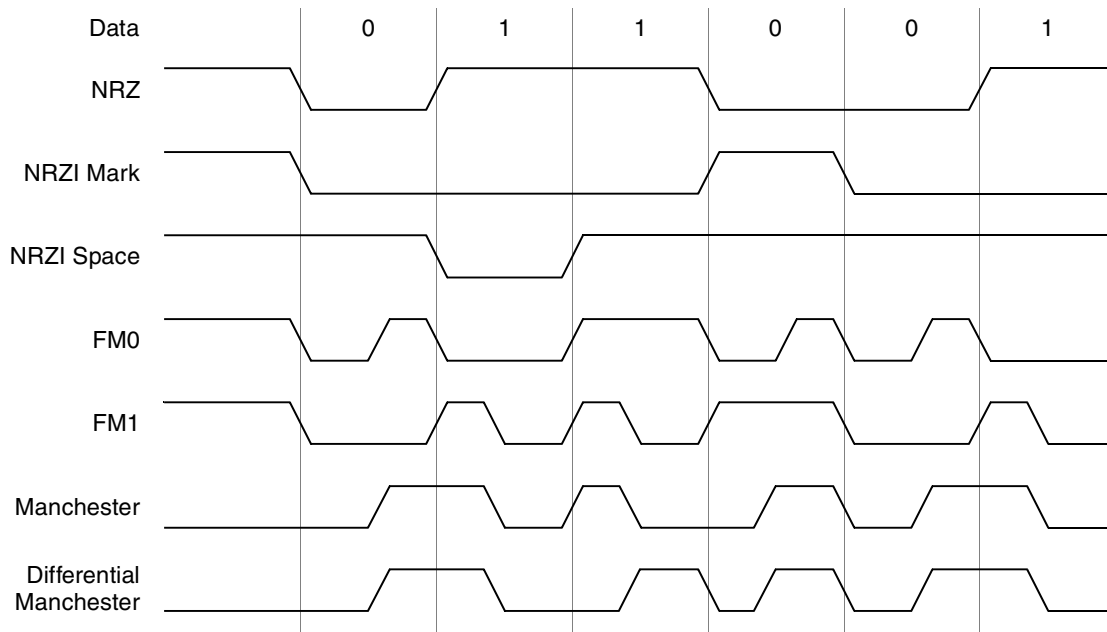 Data 0 1 1 0 0 1
NRZ
NRZI Mark
NRZI Space
FM0
FM1
Manchester
Differential
Manchester